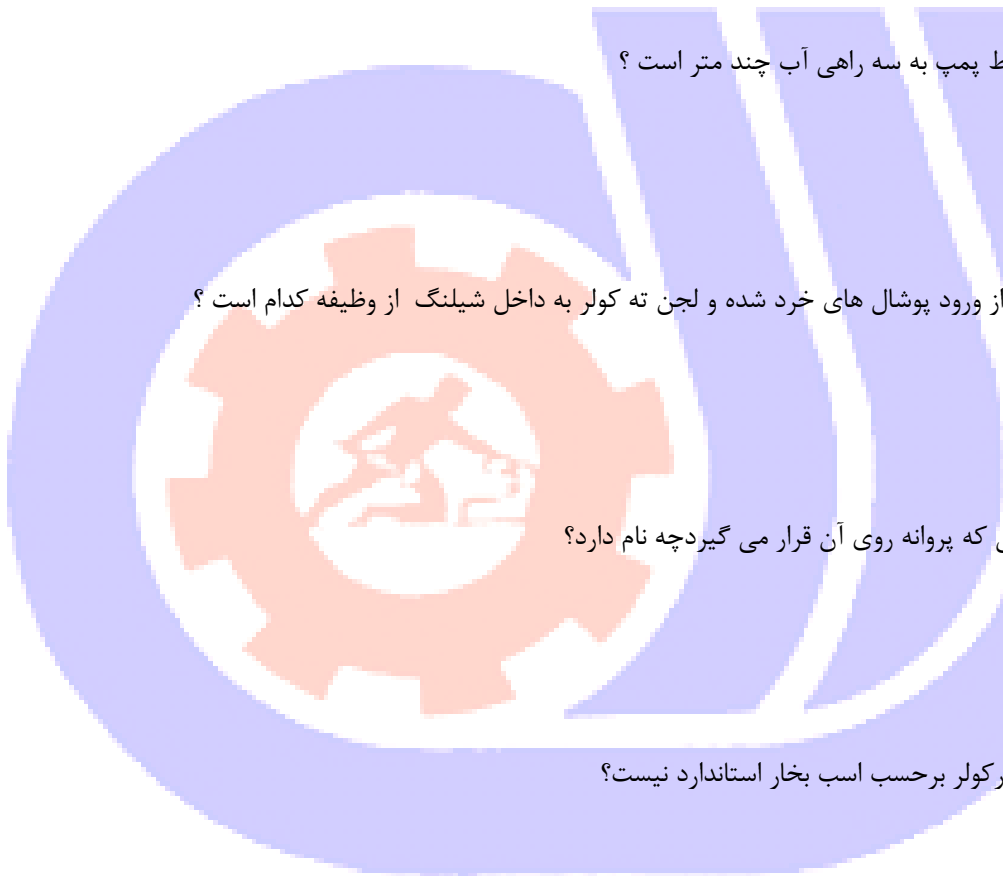 پمپ به سه راهی آب چند متر است ؟
از ورود پوشال های خرد شده و لجن ته کولر به داخل شیلنگ از وظیفه کدام است ؟
که پروانه روی آن قرار می گیردچه نام دارد؟
کولر برحسب اسب بخار استاندارد نیست؟